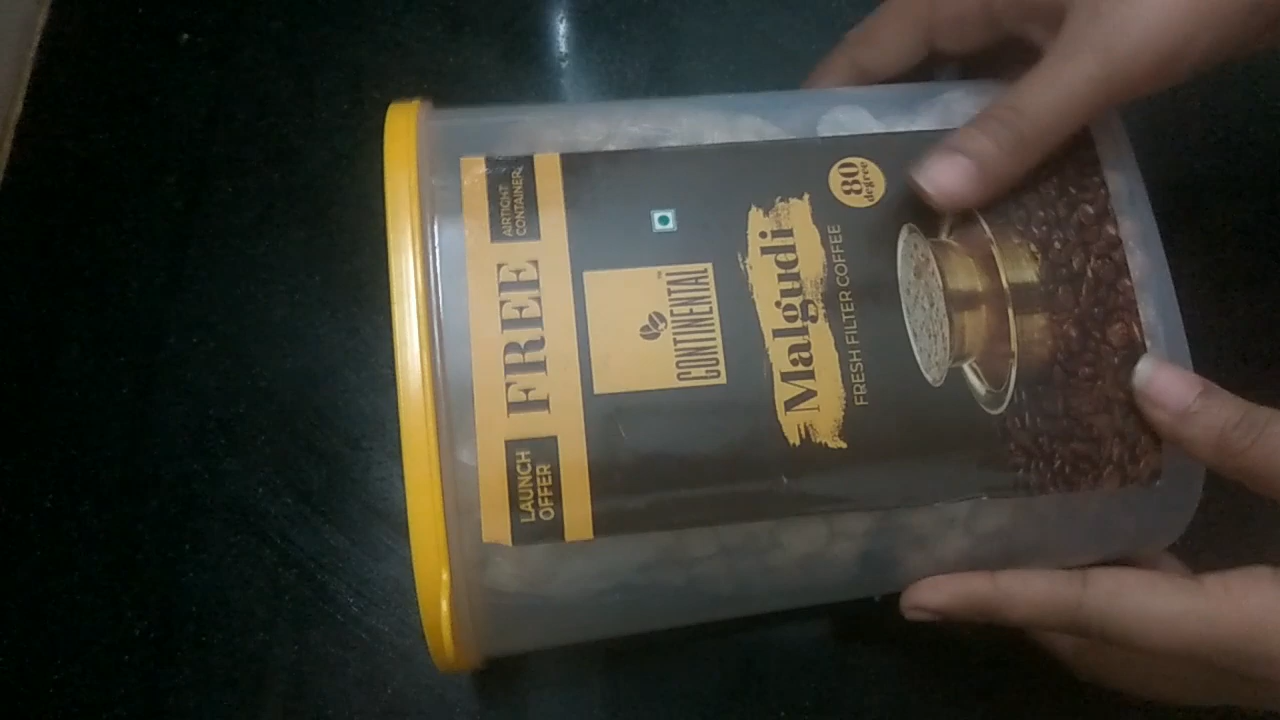 LAUNCH
OFFER
FREE
AIRTIGHT
CONTAINER
CONTINENTAL
Malgudi
FRESH FILTER COFFEE
80
degree